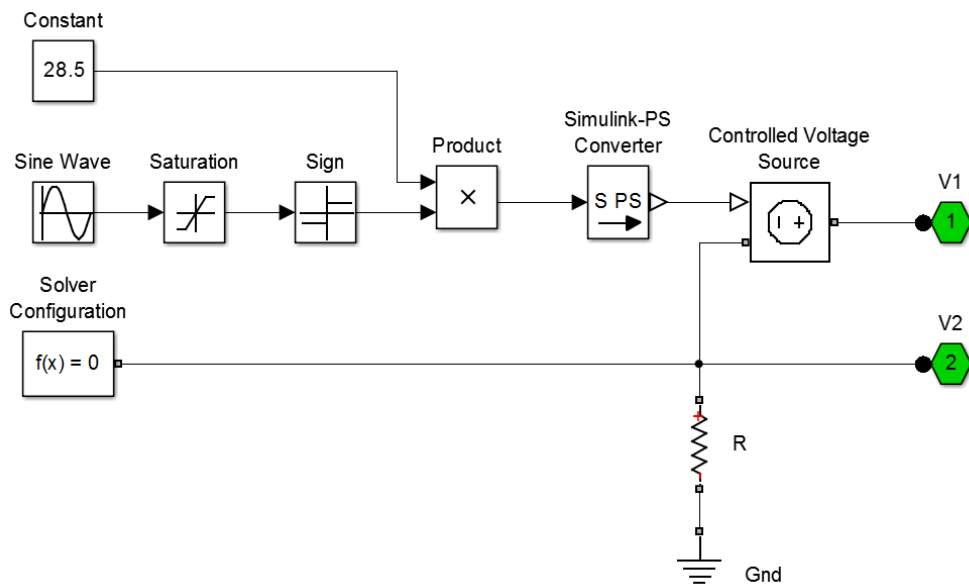 Constant
28.5
Sine Wave
Saturation
Sign
Product
×
Simulink-PS
Converter
S PS
Controlled Voltage
Source
V1
1
Solver
Configuration
f(x) = 0
V2
2
R
Gnd